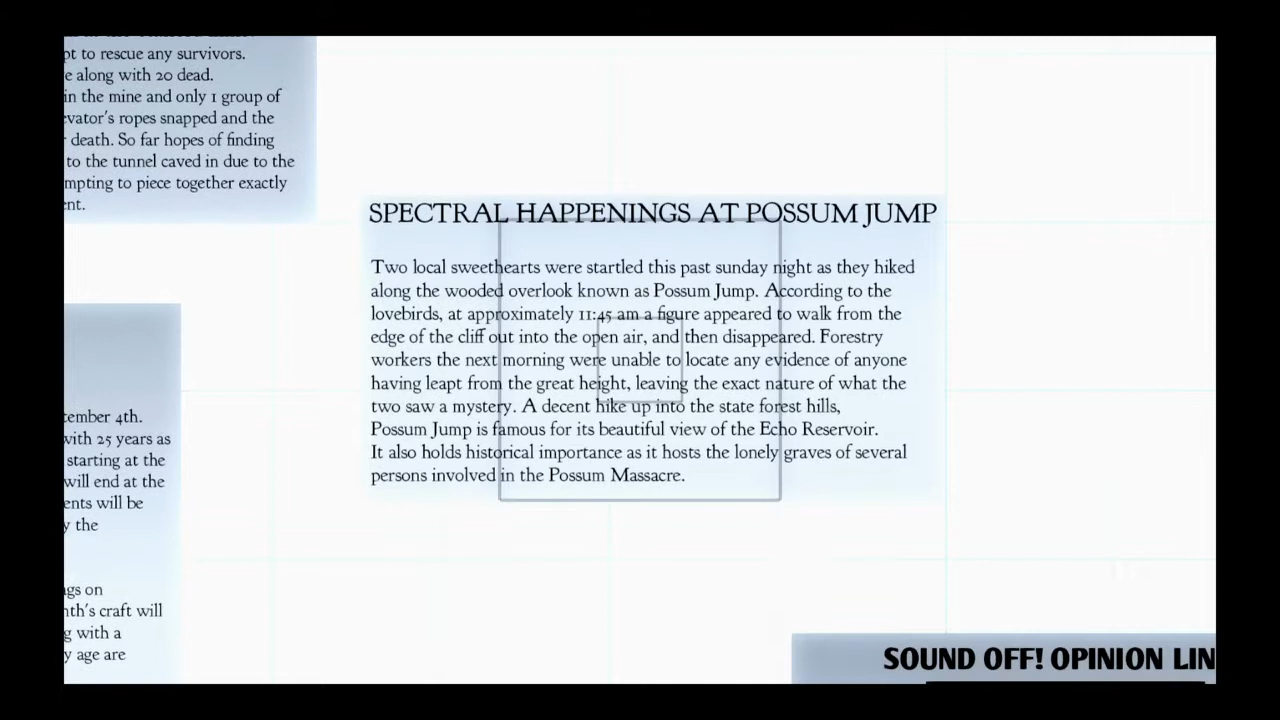 pt to rescue any survivors.
e along with 20 dead.
in the mine and only 1 group of
evator's ropes snapped and the
death. So far hopes of finding
to the tunnel caved in due to the
mpting to piece together exactly
ent.
SPECTRAL HAPPENINGS AT POSSUM JUMP
Two local sweethearts were startled this past sunday night as they hiked
along the wooded overlook known as Possum Jump. According to the
lovebirds, at approximately 11:45 am a figure appeared to walk from the
edge of the cliff out into the open air, and then disappeared. Forestry
workers the next morning were unable to locate any evidence of anyone
having leapt from the great height, leaving the exact nature of what the
two saw a mystery. A decent hike up into the state forest hills,
Possum Jump is famous for its beautiful view of the Echo Reservoir.
It also holds historical importance as it hosts the lonely graves of several
persons involved in the Possum Massacre.
tember 4th.
with 25 years as
starting at the
will end at the
ents will be
y the
ngs on
nth's craft will
g with a
y age are
SOUND OFF! OPINION LIN